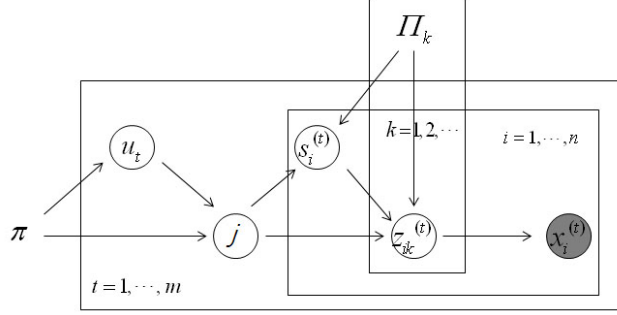 Π_k
k = 1, 2, ⋯
i = 1, ⋯, n
u_t
s_i^(t)
π
j
z_ik^(t)
x_i^(t)
t = 1, ⋯, m